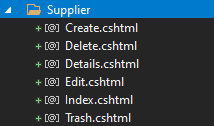 Supplier
+ [@] Create.cshtml
+ [@] Delete.cshtml
+ [@] Details.cshtml
+ [@] Edit.cshtml
+ [@] Index.cshtml
+ [@] Trash.cshtml